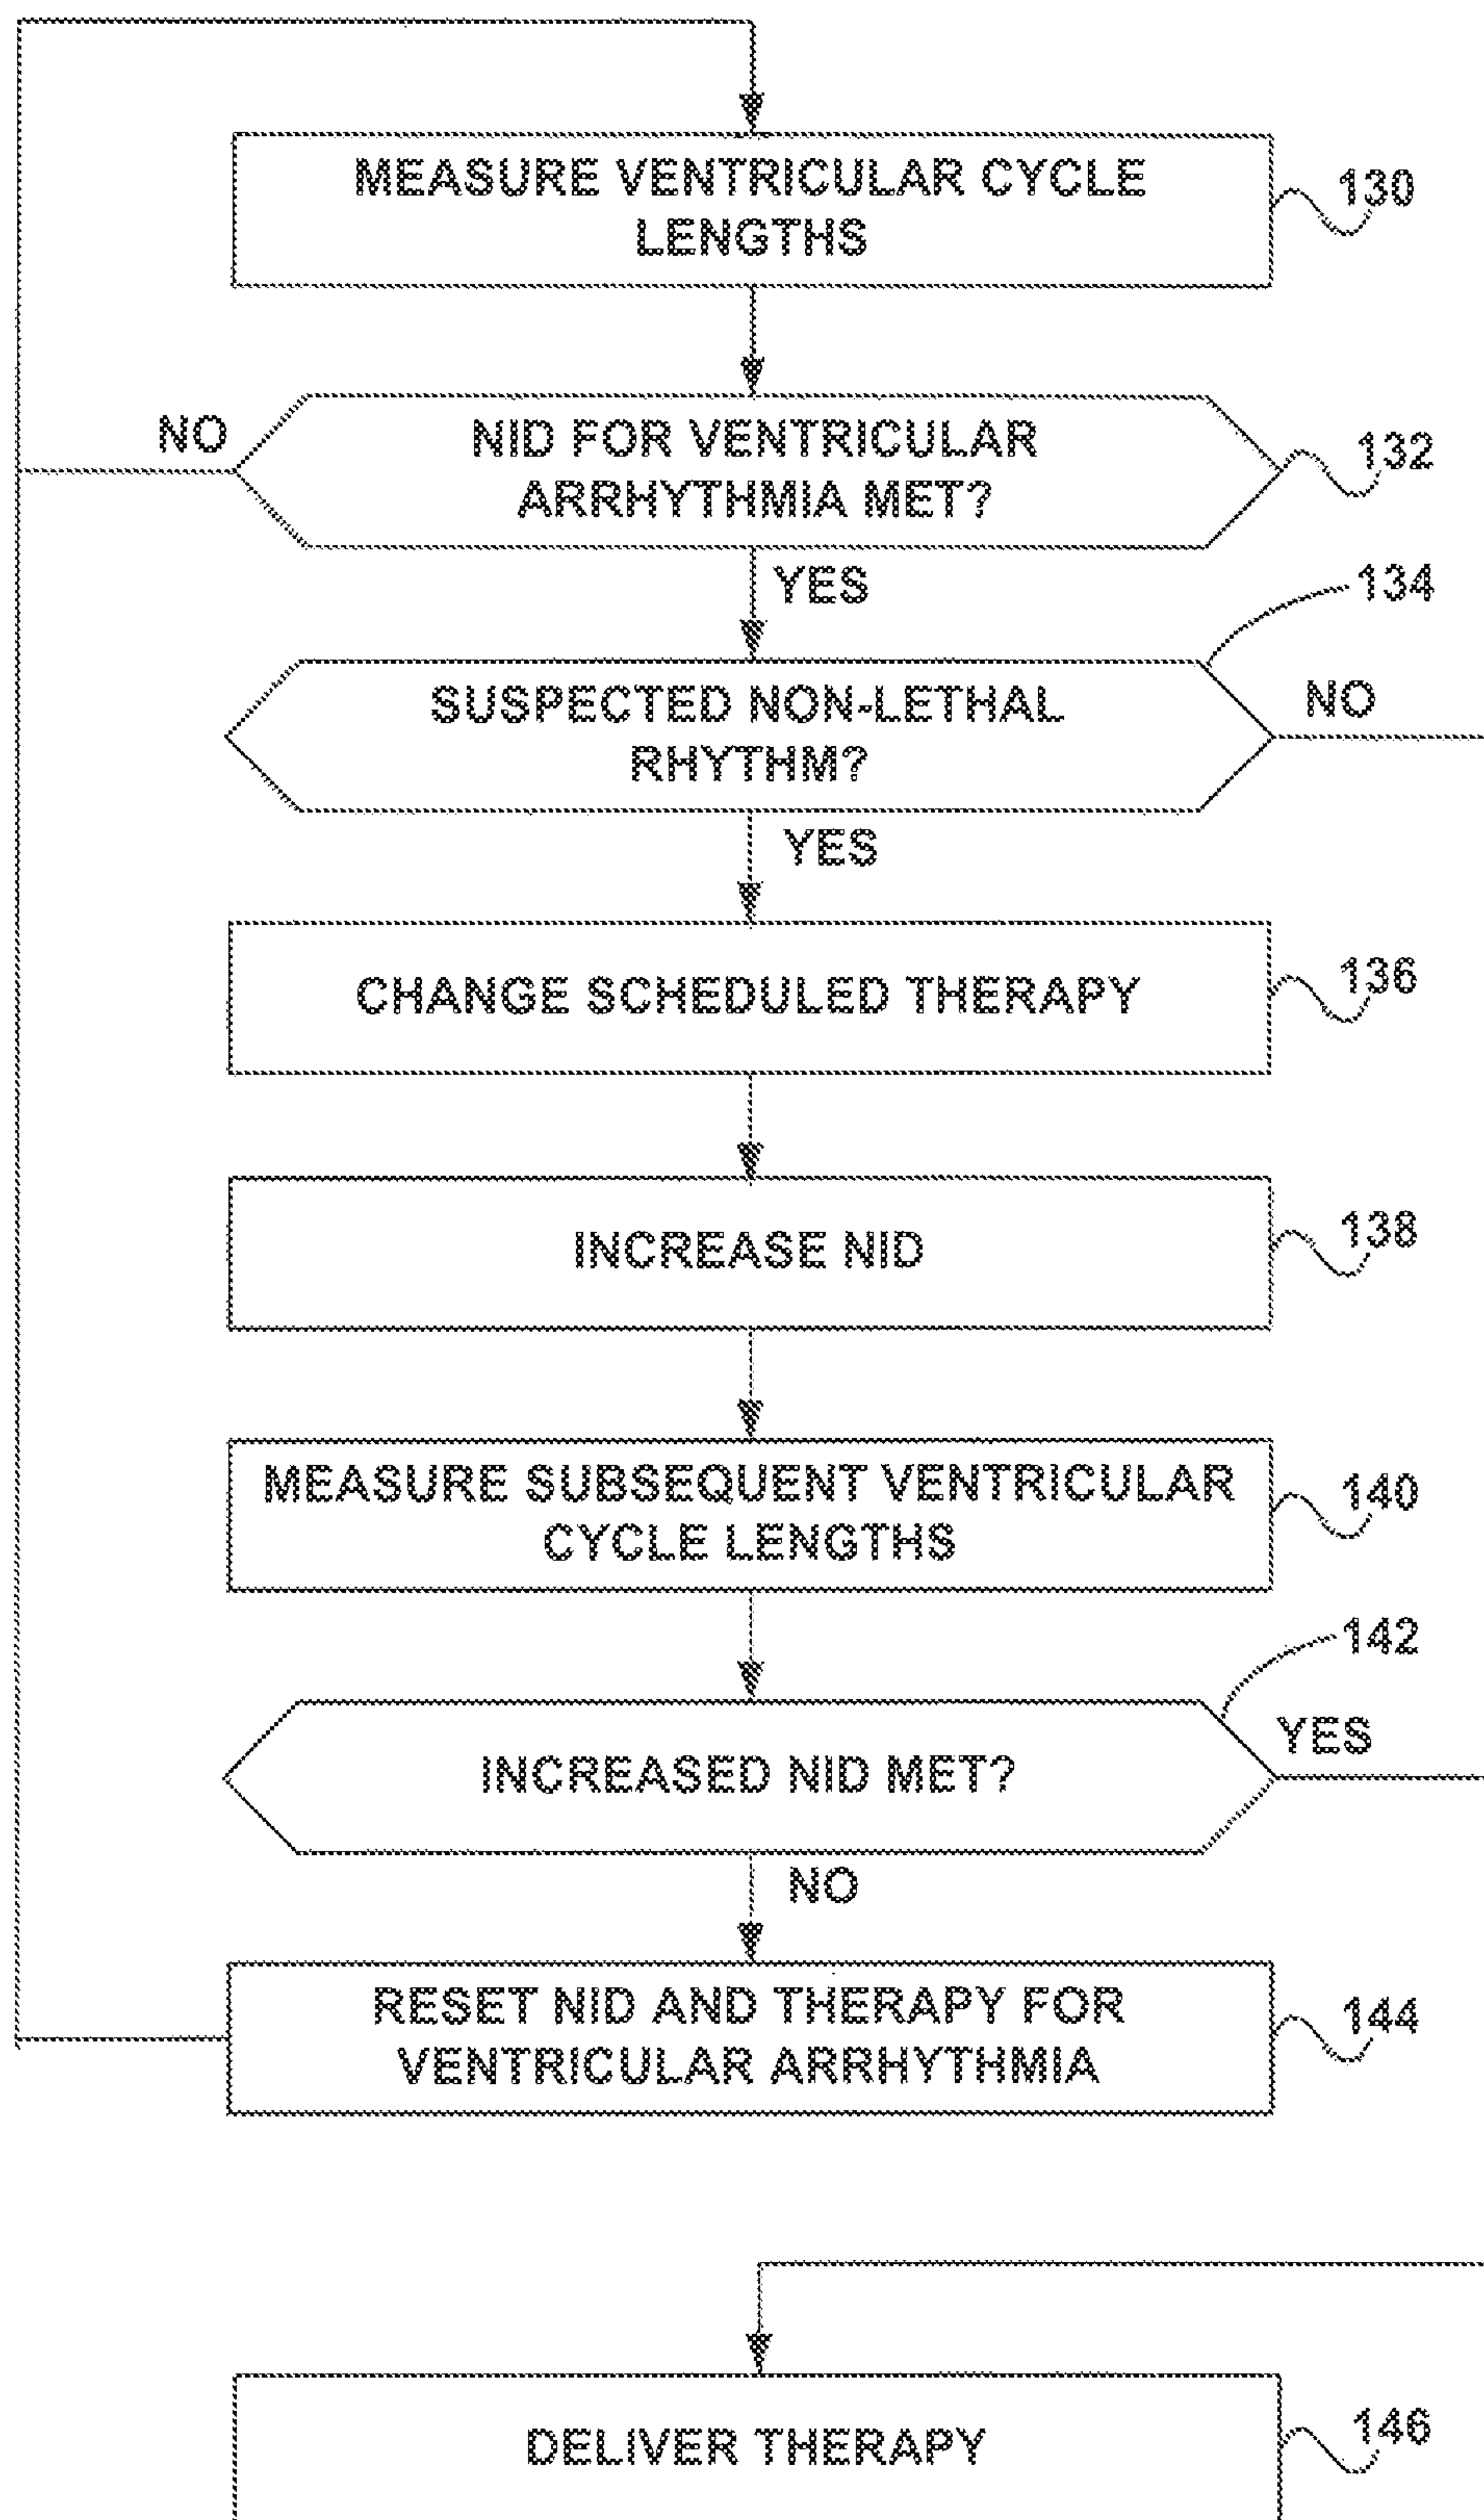 MEASURE VENTRICULAR CYCLE
LENGTHS
130
NO
NID FOR VENTRICULAR
ARRHYTHMIA MET?
132
YES
134
SUSPECTED NON-LETHAL
RHYTHM?
NO
YES
CHANGE SCHEDULED THERAPY
136
INCREASE NID
138
MEASURE SUBSEQUENT VENTRICULAR
CYCLE LENGTHS
140
142
INCREASED NID MET?
YES
NO
RESET NID AND THERAPY FOR
VENTRICULAR ARRHYTHMIA
144
DELIVER THERAPY
146